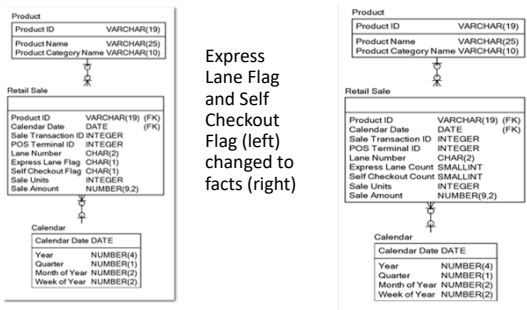 Product
Product ID VARCHAR(19)
Product Name VARCHAR(25)
Product Category Name VARCHAR(10)
Retail Sale
Product ID VARCHAR(19) (FK)
Calendar Date DATE (FK)
Sale Transaction ID INTEGER
POS Terminal ID INTEGER
Lane Number CHAR(2)
Express Lane Flag CHAR(1)
Self Checkout Flag CHAR(1)
Sale Units INTEGER
Sale Amount NUMBER(9,2)
Calendar
Calendar Date DATE
Year NUMBER(4)
Quarter NUMBER(1)
Month of Year NUMBER(2)
Week of Year NUMBER(2)
Express
Lane Flag
and Self
Checkout
Flag (left)
changed to
facts (right)
Product
Product ID VARCHAR(19)
Product Name VARCHAR(25)
Product Category Name VARCHAR(10)
Retail Sale
Product ID VARCHAR(19) (FK)
Calendar Date DATE (FK)
Sale Transaction ID INTEGER
POS Terminal ID INTEGER
Lane Number CHAR(2)
Express Lane Count SMALLINT
Self Checkout Count SMALLINT
Sale Units INTEGER
Sale Amount NUMBER(9,2)
Calendar
Calendar Date DATE
Year NUMBER(4)
Quarter NUMBER(1)
Month of Year NUMBER(2)
Week of Year NUMBER(2)